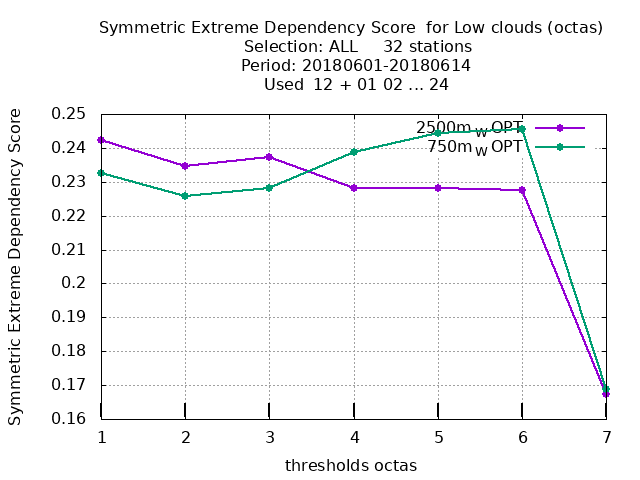 Symmetric Extreme Dependency Score for Low clouds (octas)
Selection: ALL 32 stations
Period: 20180601-20180614
Used 12 + 01 02 ... 24
Symmetric Extreme Dependency Score
0.25
0.24
0.23
0.22
0.21
0.2
0.19
0.18
0.17
0.16
2500m W OPT
750m W OPT
1 2 3 4 5 6 7
thresholds octas